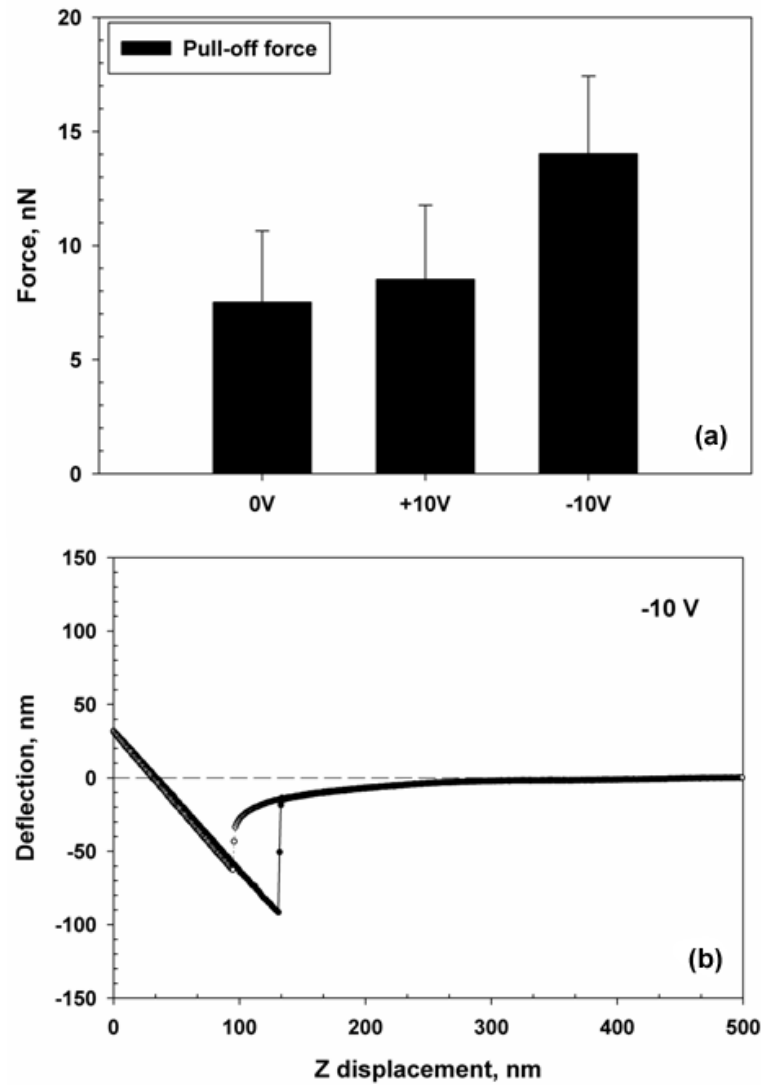 20
Pull-off force
15
10
5
0
Force, nN
(a)
0V
+10V
-10V
150
-10 V
100
50
0
-50
-100
-150
Deflection, nm
(b)
0
100
200
300
400
500
Z displacement, nm